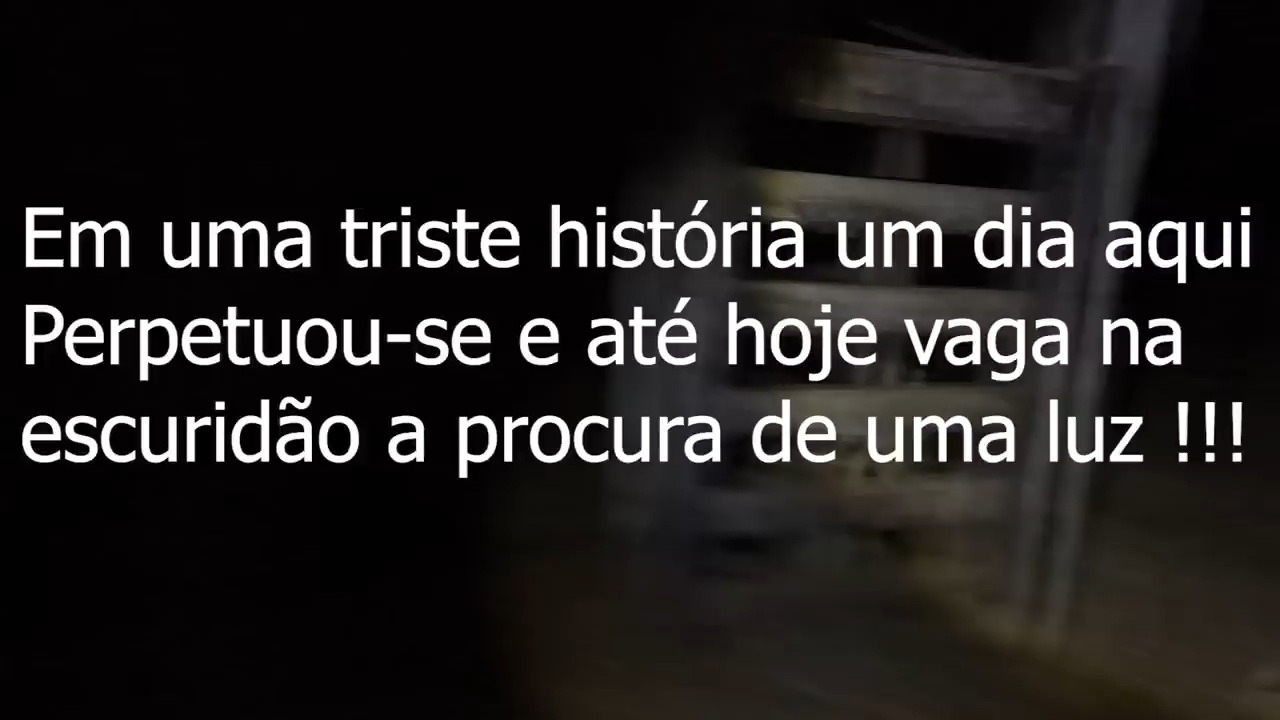 Em uma triste história um dia aqui
Perpetuou-se e até hoje vaga na
escuridão a procura de uma luz !!!